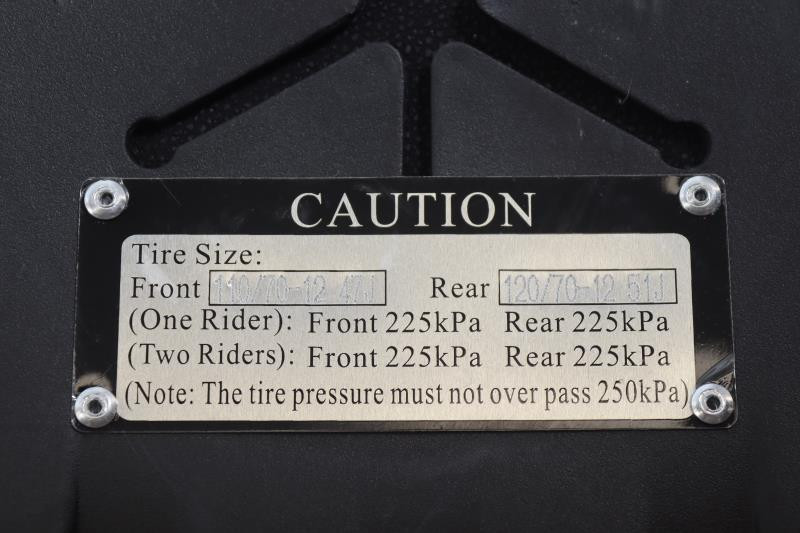 CAUTION
Tire Size:
Front 110/70-12 47J Rear 120/70-12 51J
(One Rider): Front 225kPa Rear 225kPa
(Two Riders): Front 225kPa Rear 225kPa
(Note: The tire pressure must not over pass 250kPa)